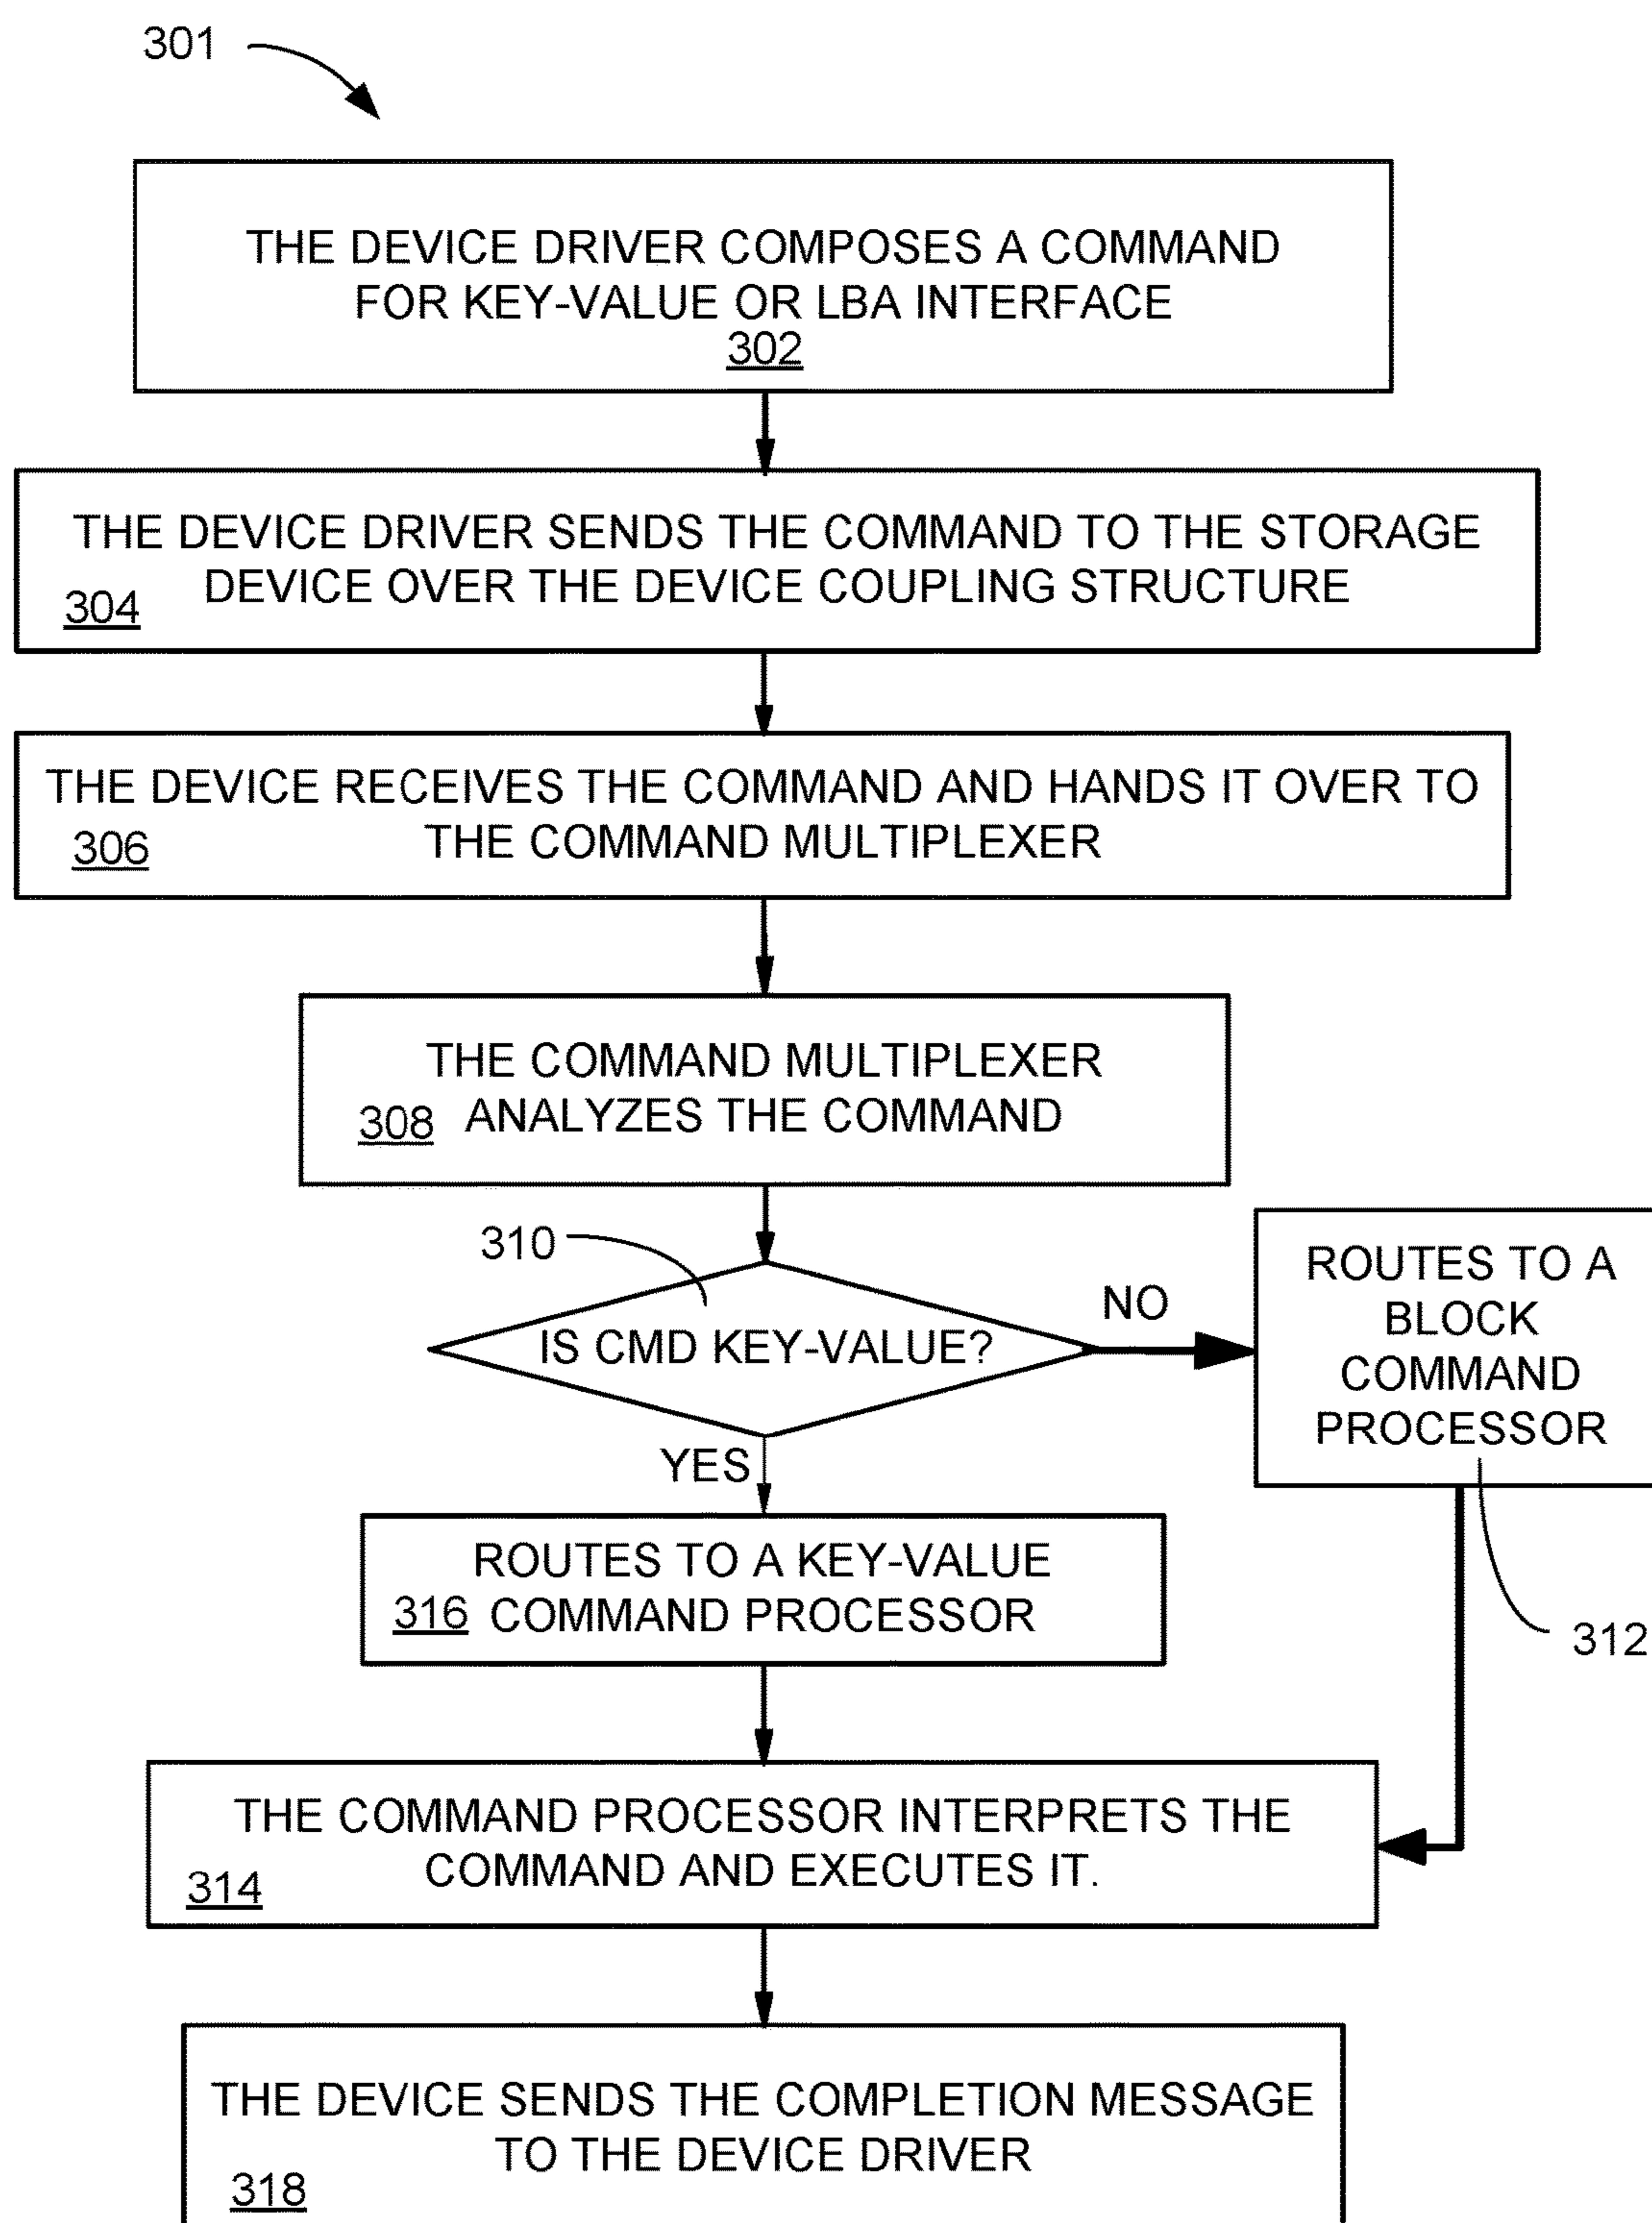 301
THE DEVICE DRIVER COMPOSES A COMMAND
FOR KEY-VALUE OR LBA INTERFACE
302
THE DEVICE DRIVER SENDS THE COMMAND TO THE STORAGE
DEVICE OVER THE DEVICE COUPLING STRUCTURE
304
THE DEVICE RECEIVES THE COMMAND AND HANDS IT OVER TO
THE COMMAND MULTIPLEXER
306
THE COMMAND MULTIPLEXER
ANALYZES THE COMMAND
308
310
IS CMD KEY-VALUE?
NO
ROUTES TO A
BLOCK
COMMAND
PROCESSOR
312
YES
ROUTES TO A KEY-VALUE
COMMAND PROCESSOR
316
THE COMMAND PROCESSOR INTERPRETS THE
COMMAND AND EXECUTES IT.
314
THE DEVICE SENDS THE COMPLETION MESSAGE
TO THE DEVICE DRIVER
318